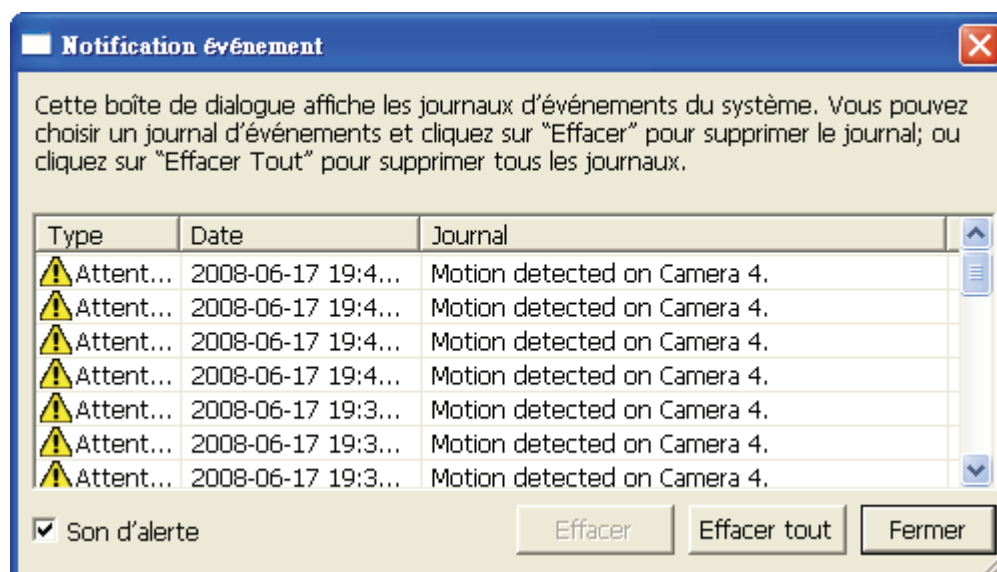 Notification événement
Cette boîte de dialogue affiche les journaux d'événements du système. Vous pouvez
choisir un journal d'événements et cliquez sur "Effacer" pour supprimer le journal; ou
cliquez sur "Effacer Tout" pour supprimer tous les journaux.
Type Date Journal
Attent... 2008-06-17 19:4... Motion detected on Camera 4.
Attent... 2008-06-17 19:4... Motion detected on Camera 4.
Attent... 2008-06-17 19:4... Motion detected on Camera 4.
Attent... 2008-06-17 19:4... Motion detected on Camera 4.
Attent... 2008-06-17 19:3... Motion detected on Camera 4.
Attent... 2008-06-17 19:3... Motion detected on Camera 4.
Attent... 2008-06-17 19:3... Motion detected on Camera 4.
Son d'alerte Effacer Effacer tout Fermer